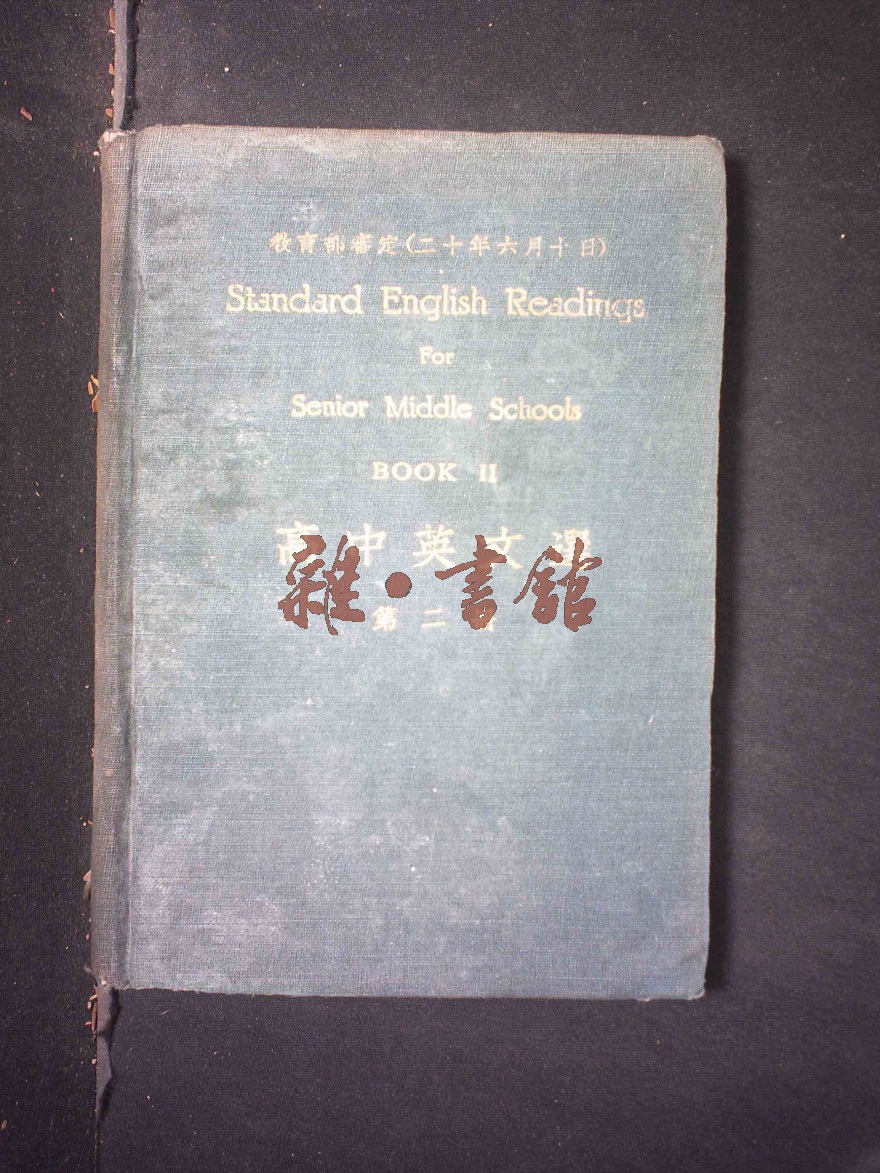 教育部審定(二十年六月十日)
Standard English Readings
For
Senior Middle Schools
BOOK II
高中英文選
雜·書館
第二